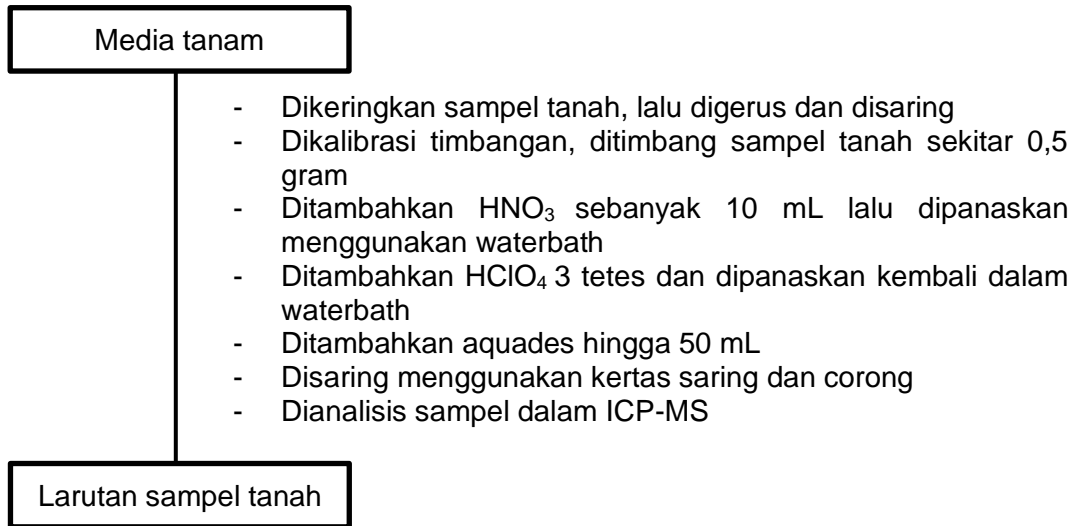 Media tanam
- Dikeringkan sampel tanah, lalu digerus dan disaring
- Dikalibrasi timbangan, ditimbang sampel tanah sekitar 0,5
gram
- Ditambahkan HNO₃ sebanyak 10 mL lalu dipanaskan
menggunakan waterbath
- Ditambahkan HClO₄ 3 tetes dan dipanaskan kembali dalam
waterbath
- Ditambahkan aquades hingga 50 mL
- Disaring menggunakan kertas saring dan corong
- Dianalisis sampel dalam ICP-MS
Larutan sampel tanah